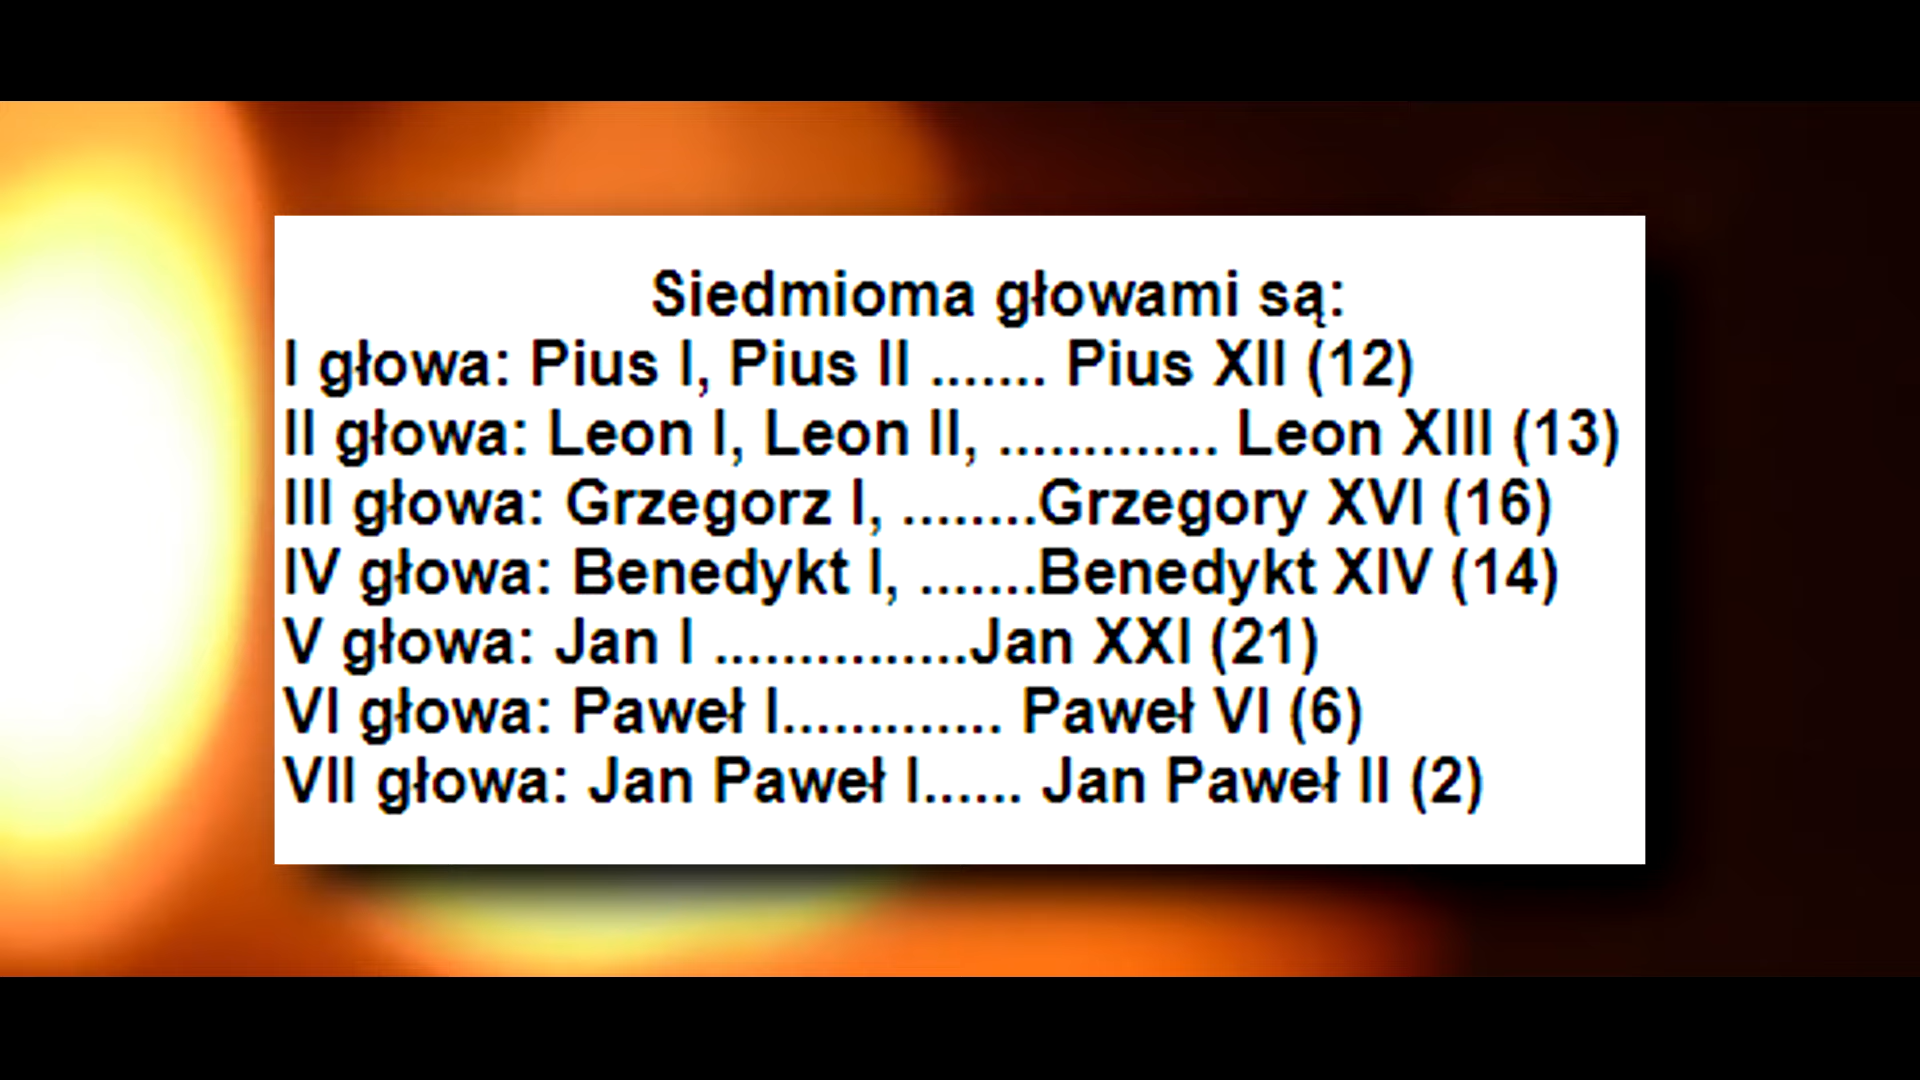 Siedmioma głowami są:
I głowa: Pius I, Pius II ....... Pius XII (12)
II głowa: Leon I, Leon II, ............. Leon XIII (13)
III głowa: Grzegorz I, ........Grzegory XVI (16)
IV głowa: Benedykt I, .......Benedykt XIV (14)
V głowa: Jan I ...............Jan XXI (21)
VI głowa: Paweł I............. Paweł VI (6)
VII głowa: Jan Paweł I...... Jan Paweł II (2)